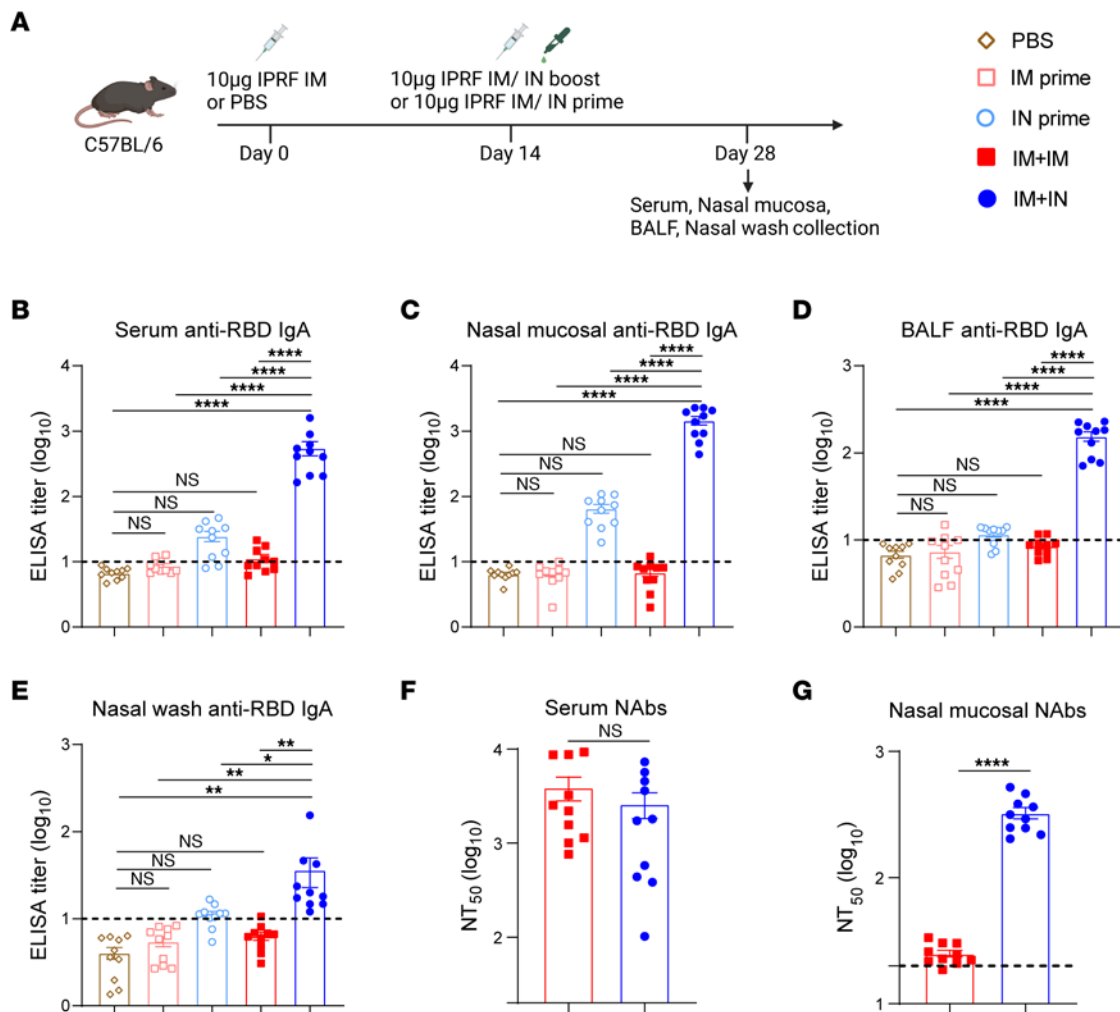 A
10µg IPRF IM
or PBS
10µg IPRF IM/ IN boost
or 10µg IPRF IM/ IN prime
C57BL/6
Day 0
Day 14
Day 28
Serum, Nasal mucosa,
BALF, Nasal wash collection
PBS
IM prime
IN prime
IM+IM
IM+IN
B
Serum anti-RBD IgA
ELISA titer (log10)
4
3
2
1
0
NS
NS
NS
****
****
****
****
C
Nasal mucosal anti-RBD IgA
ELISA titer (log10)
4
3
2
1
0
NS
NS
NS
****
****
****
****
D
BALF anti-RBD IgA
ELISA titer (log10)
3
2
1
0
NS
NS
NS
****
****
****
****
E
Nasal wash anti-RBD IgA
ELISA titer (log10)
3
2
1
0
NS
NS
NS
**
*
**
**
F
Serum NAbs
NT50 (log10)
4
3
2
NS
G
Nasal mucosal NAbs
NT50 (log10)
3
2
1
****